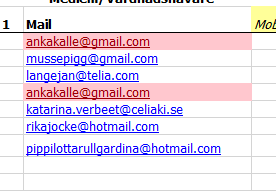 Medlem/Vårdnadshavare
1 Mail Mob
ankakalle@gmail.com
mussepigg@gmail.com
langejan@telia.com
ankakalle@gmail.com
katarina.verbeet@celiaki.se
rikajocke@hotmail.com
pippilottarullgardina@hotmail.com